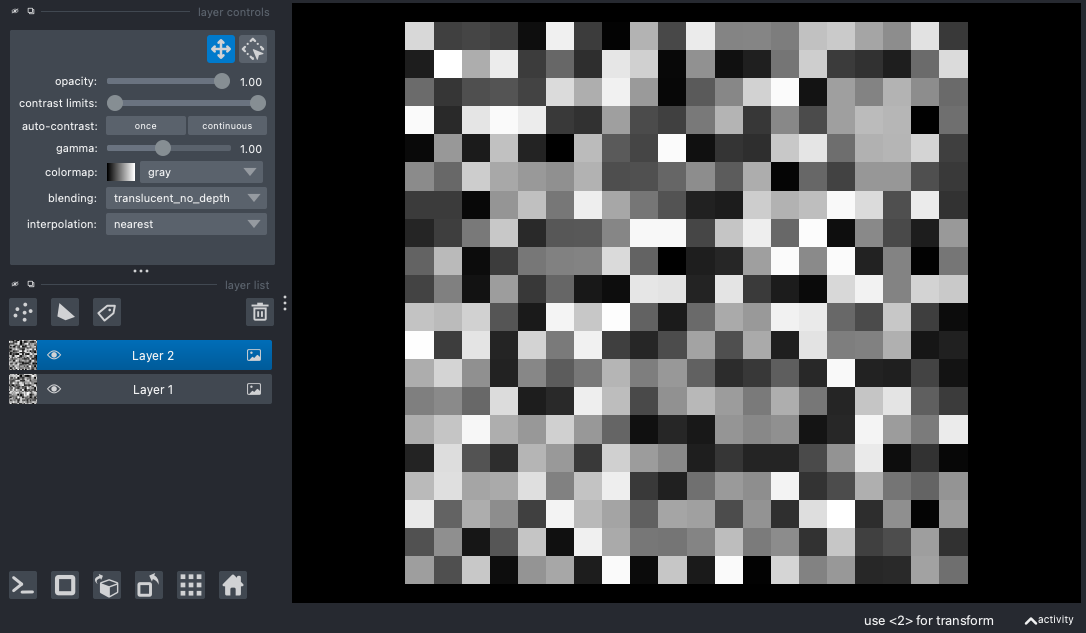 layer controls
opacity: 1.00
contrast limits:
auto-contrast: once continuous
gamma: 1.00
colormap: gray
blending: translucent_no_depth
interpolation: nearest
layer list
Layer 2
Layer 1
use <2> for transform activity